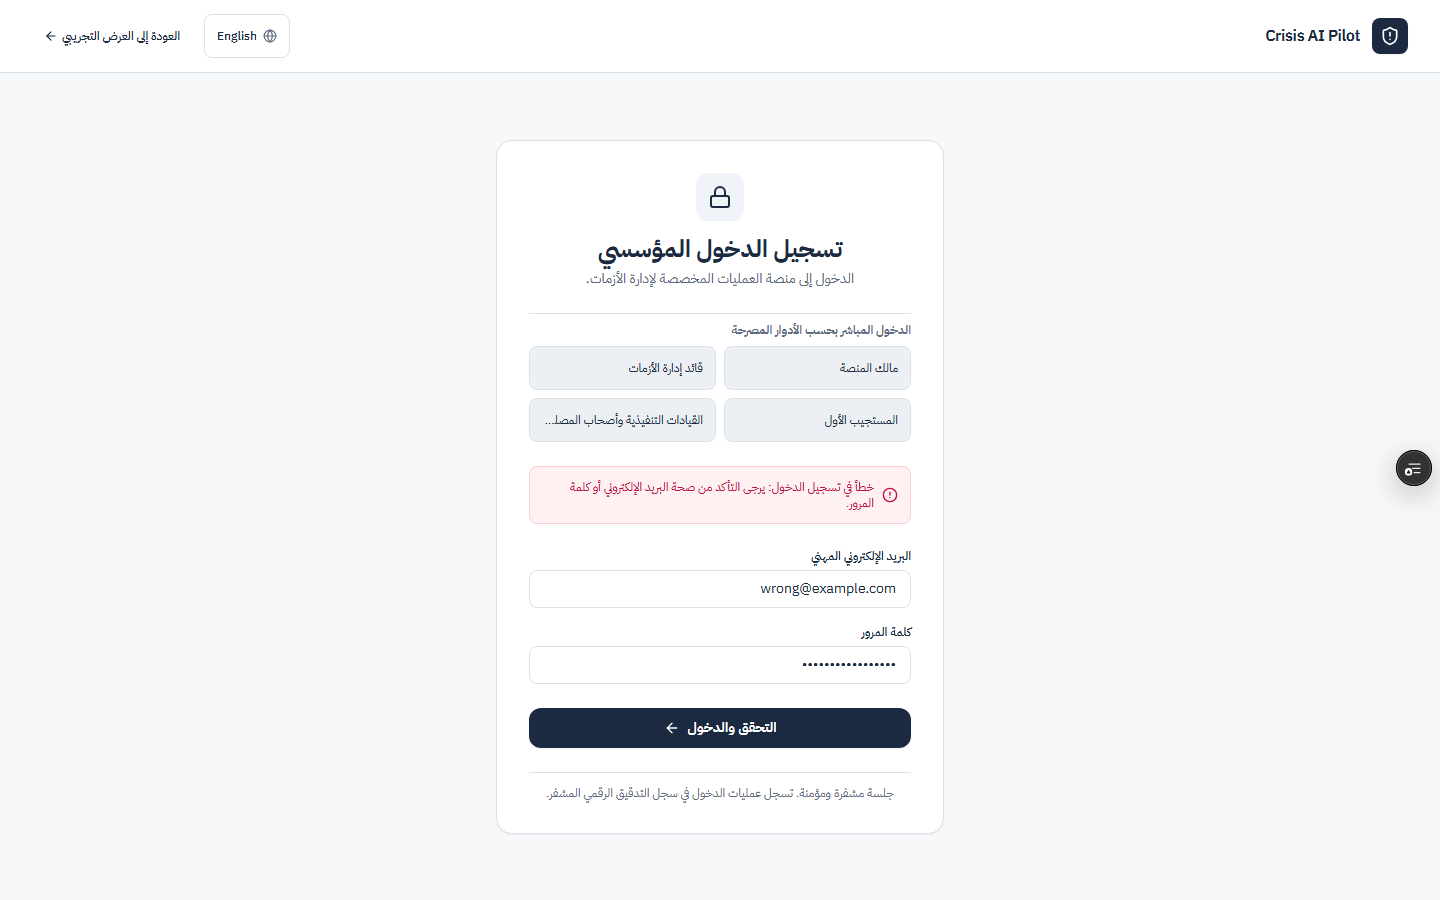 Crisis AI Pilot
English
العودة إلى العرض التجريبي
تسجيل الدخول المؤسسي
الدخول إلى منصة العمليات المخصصة لإدارة الأزمات.
الدخول المباشر بحسب الأدوار المصرحة
مالك المنصة
قائد إدارة الأزمات
المستجيب الأول
القيادات التنفيذية وأصحاب المصلـ...
خطأ في تسجيل الدخول: يرجى التأكد من صحة البريد الإلكتروني أو كلمة
المرور.
البريد الإلكتروني المهني
wrong@example.com
كلمة المرور
•••••••••••••••••
التحقق والدخول
جلسة مشفرة ومؤمنة. تسجل عمليات الدخول في سجل التدقيق الرقمي المشفر.